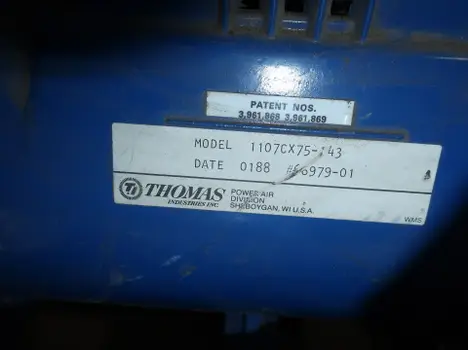 PATENT NOS.
3,961,868 3,961,869
MODEL 1107CX75-143
DATE 0188
THOMAS
INDUSTRIES INC.
POWER AIR
DIVISION
SHEBOYGAN, WI U.S.A.
WMS